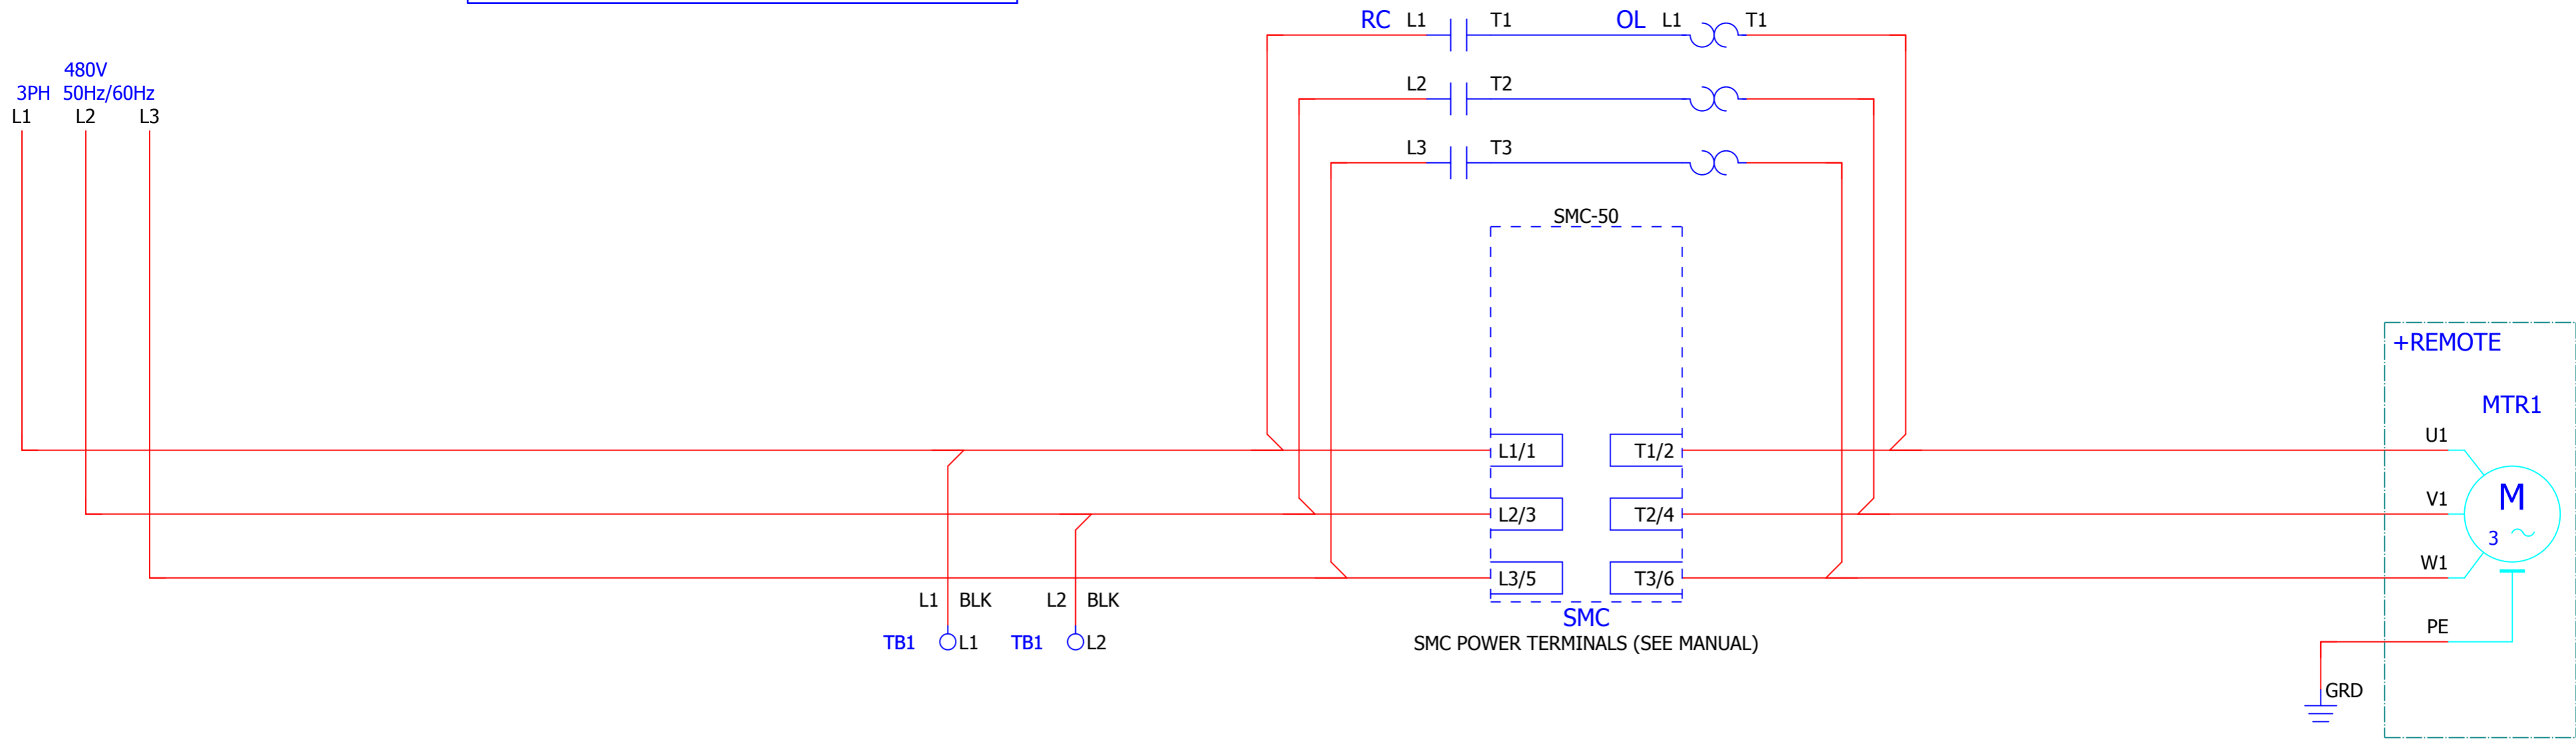 RC L1 T1 OL L1 T1
480V
3PH 50Hz/60Hz
L1 L2 L3
L2 T2
L3 T3
SMC-50
+REMOTE
MTR1
U1
L1/1 T1/2
V1
M
3 ~
L2/3 T2/4
W1
L3/5 T3/6
L1 BLK L2 BLK
SMC
TB1 L1 TB1 L2
SMC POWER TERMINALS (SEE MANUAL)
PE
GRD